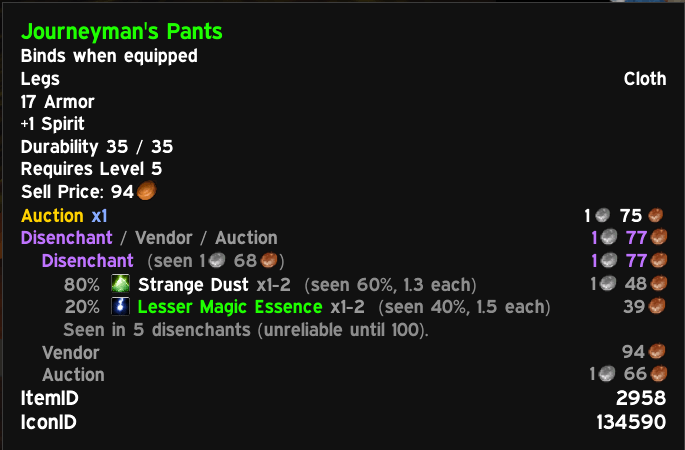 Journeyman's Pants
Binds when equipped
Legs Cloth
17 Armor
+1 Spirit
Durability 35 / 35
Requires Level 5
Sell Price: 94
Auction x1 1 75
Disenchant / Vendor / Auction 1 77
Disenchant (seen 1 68) 1 77
80% Strange Dust x1-2 (seen 60%, 1.3 each) 1 48
20% Lesser Magic Essence x1-2 (seen 40%, 1.5 each) 39
Seen in 5 disenchants (unreliable until 100).
Vendor 94
Auction 1 66
ItemID 2958
IconID 134590